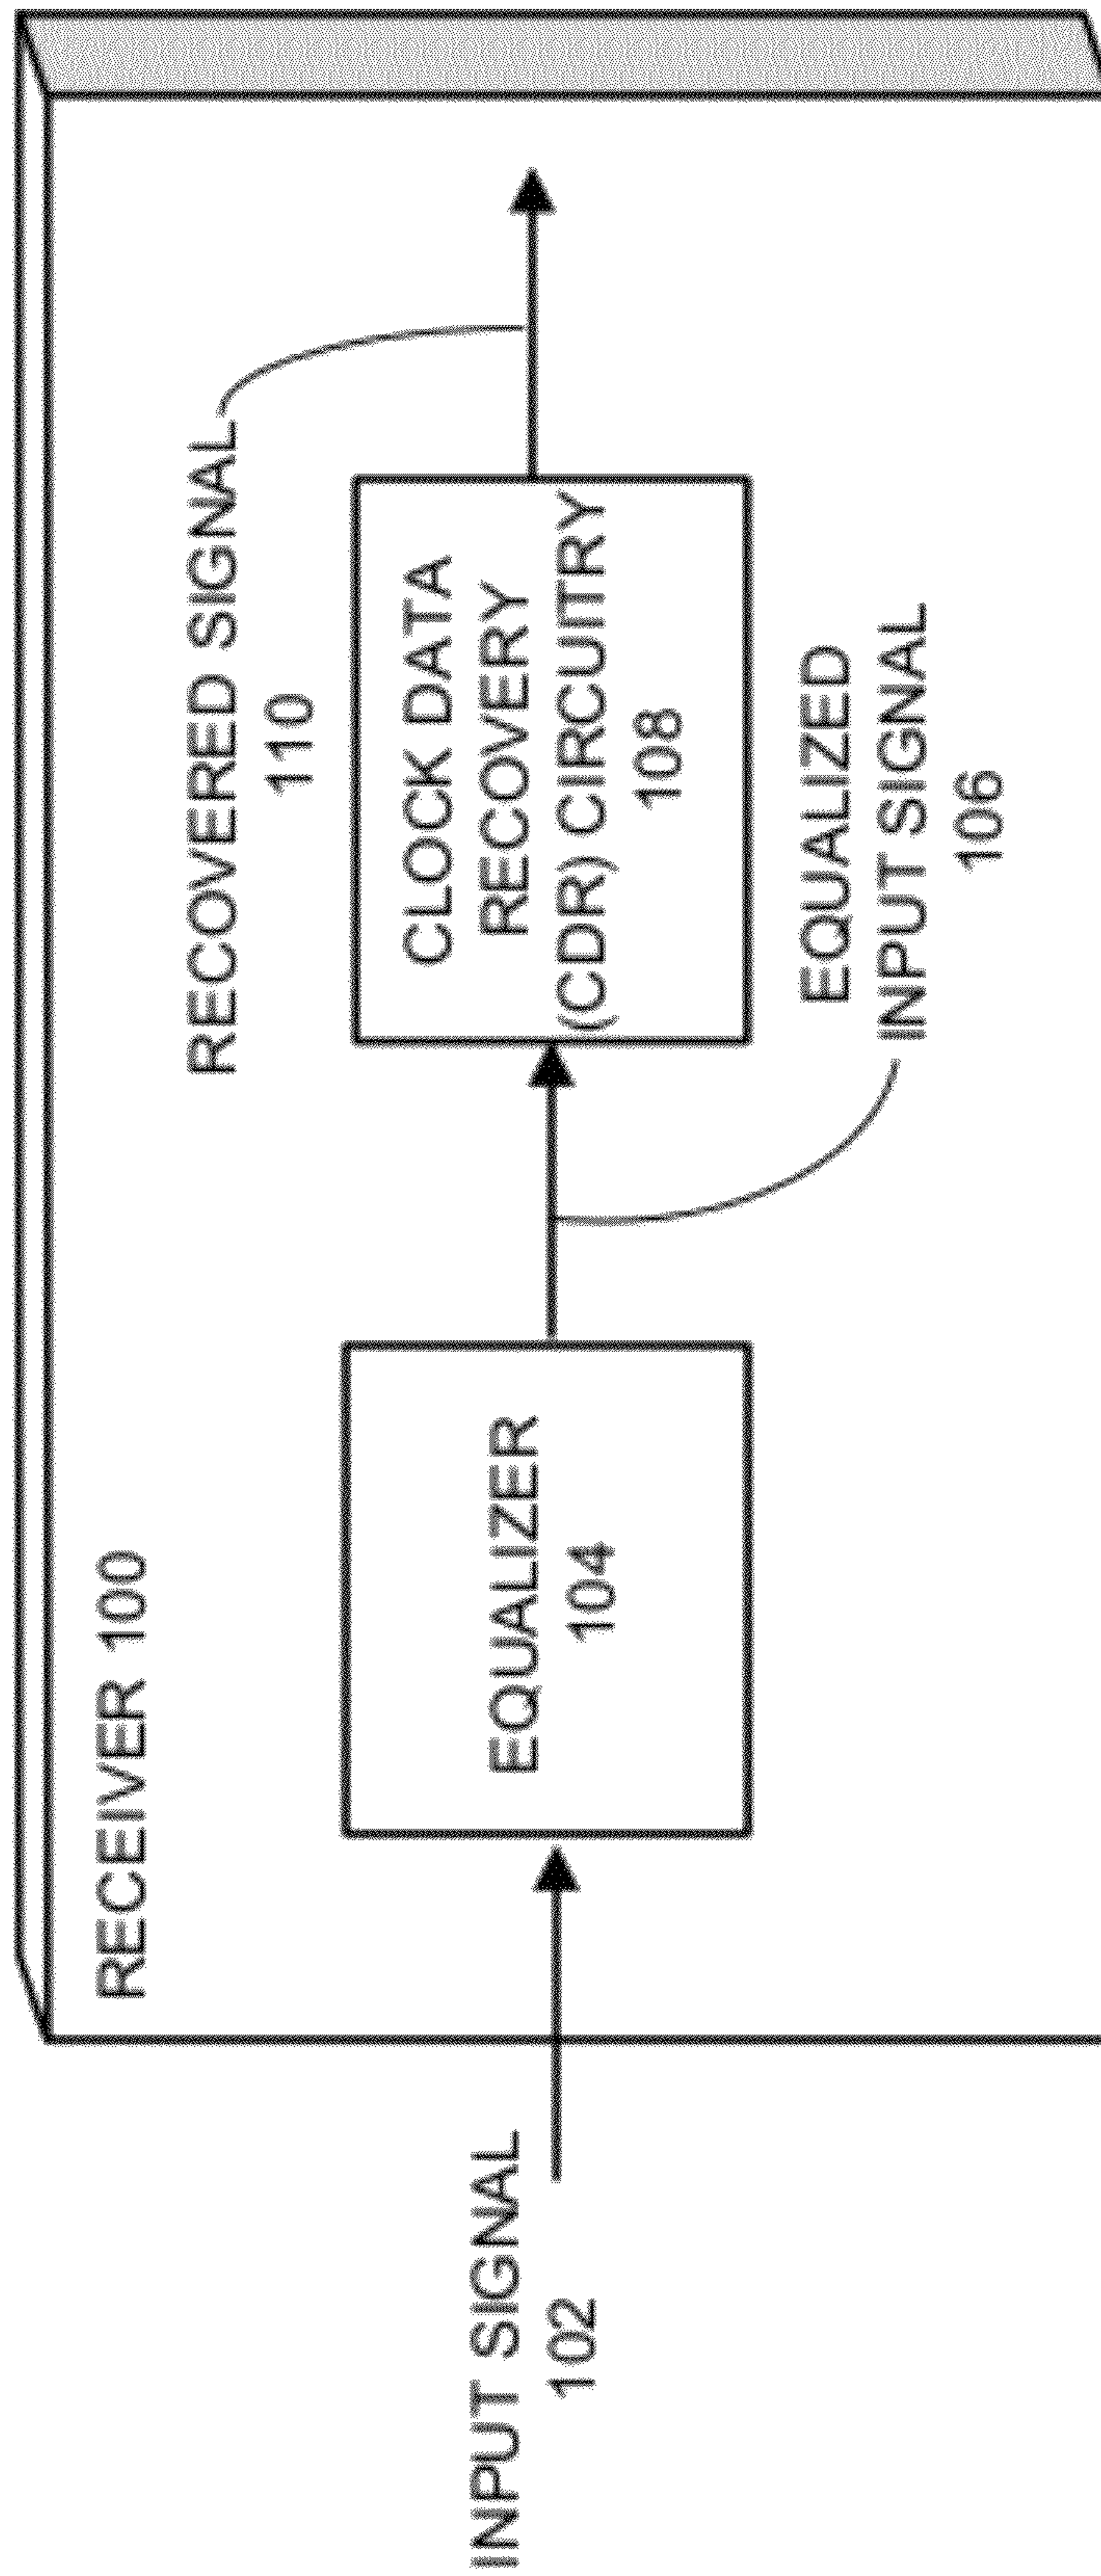 RECEIVER 100
INPUT SIGNAL
102
EQUALIZER
104
RECOVERED SIGNAL
110
CLOCK DATA
RECOVERY
(CDR) CIRCUITRY
108
EQUALIZED
INPUT SIGNAL
106